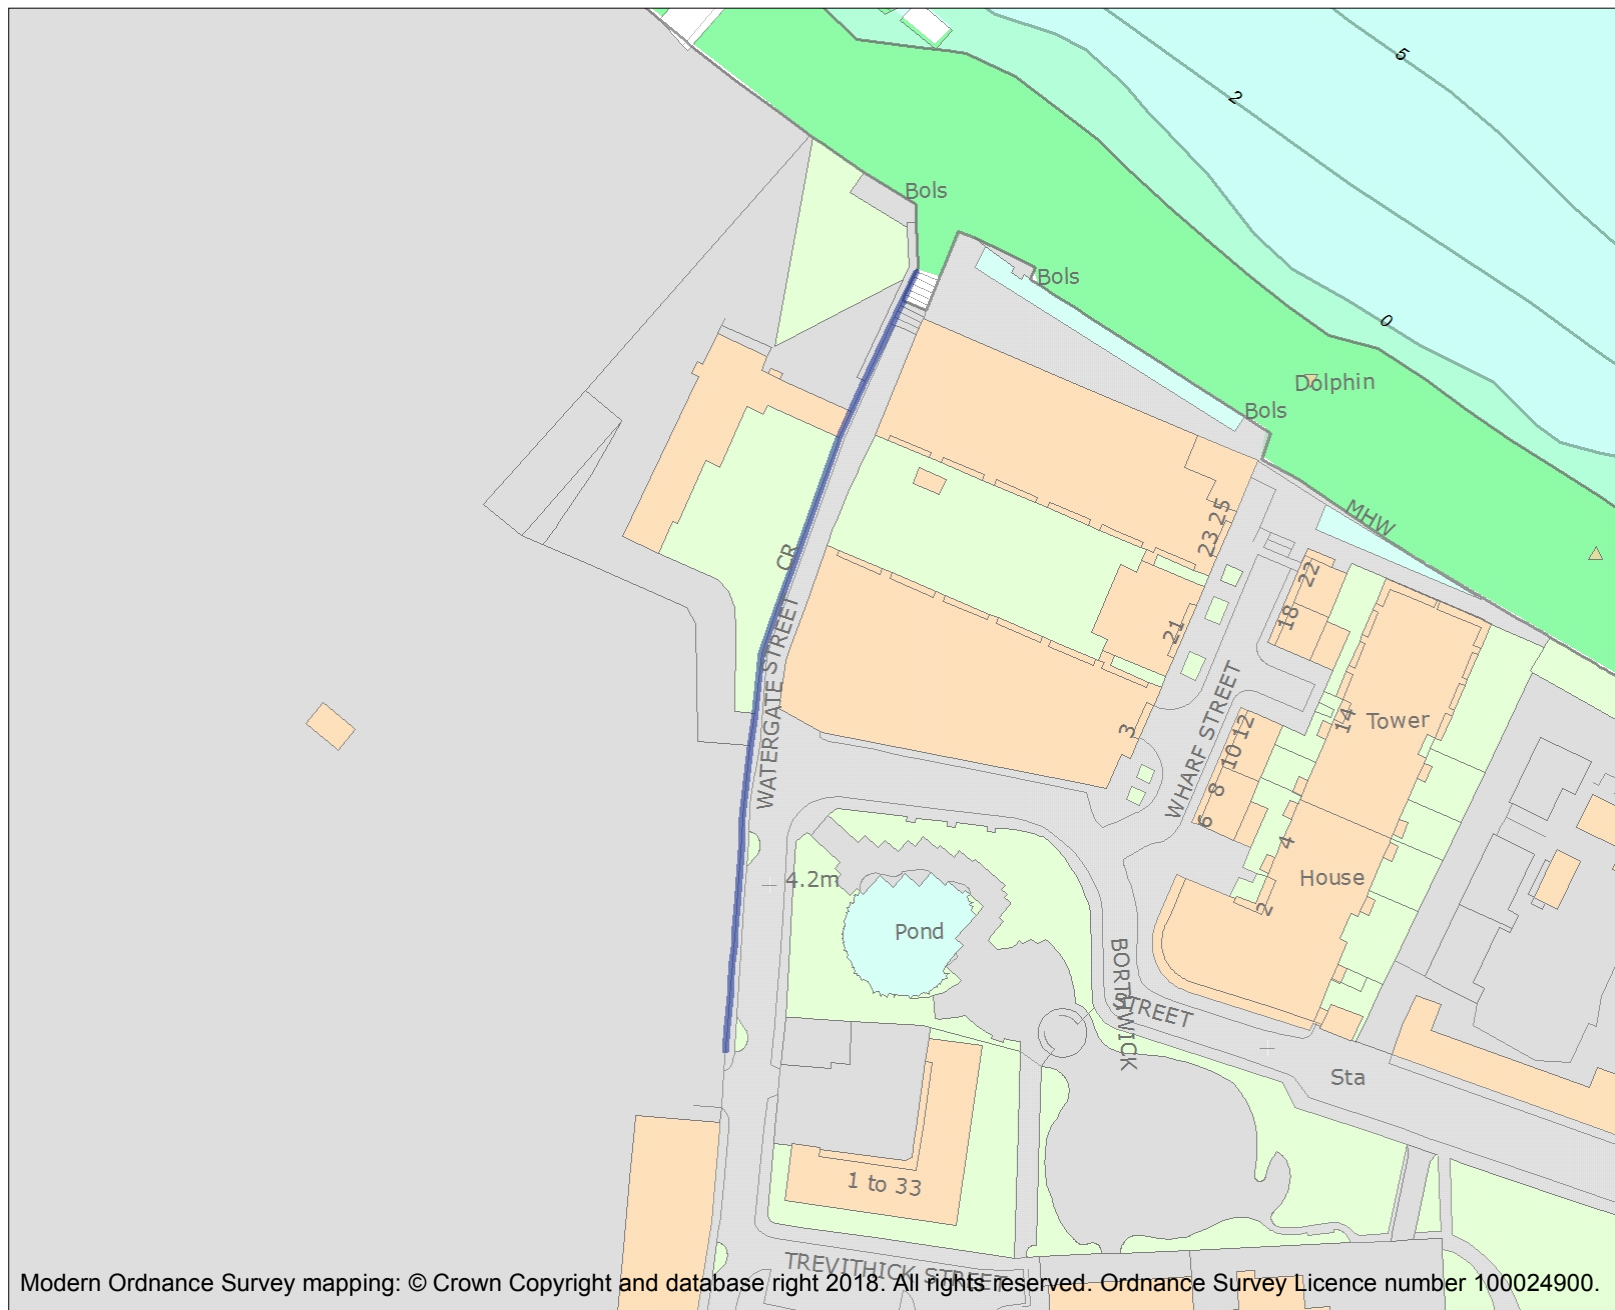 5
2
Bols
Bols
0
Dolphin
Bols
MHW
23 25
CR
22
18
21
WATERGATE STREET
WHARF STREET
3
14
Tower
10 12
8
6
4
4.2m
House
2
Pond
BORTHWICK
STREET
Sta
1 to 33
TREVITHICK STREET
Modern Ordnance Survey mapping: © Crown Copyright and database right 2018. All rights reserved. Ordnance Survey Licence number 100024900.